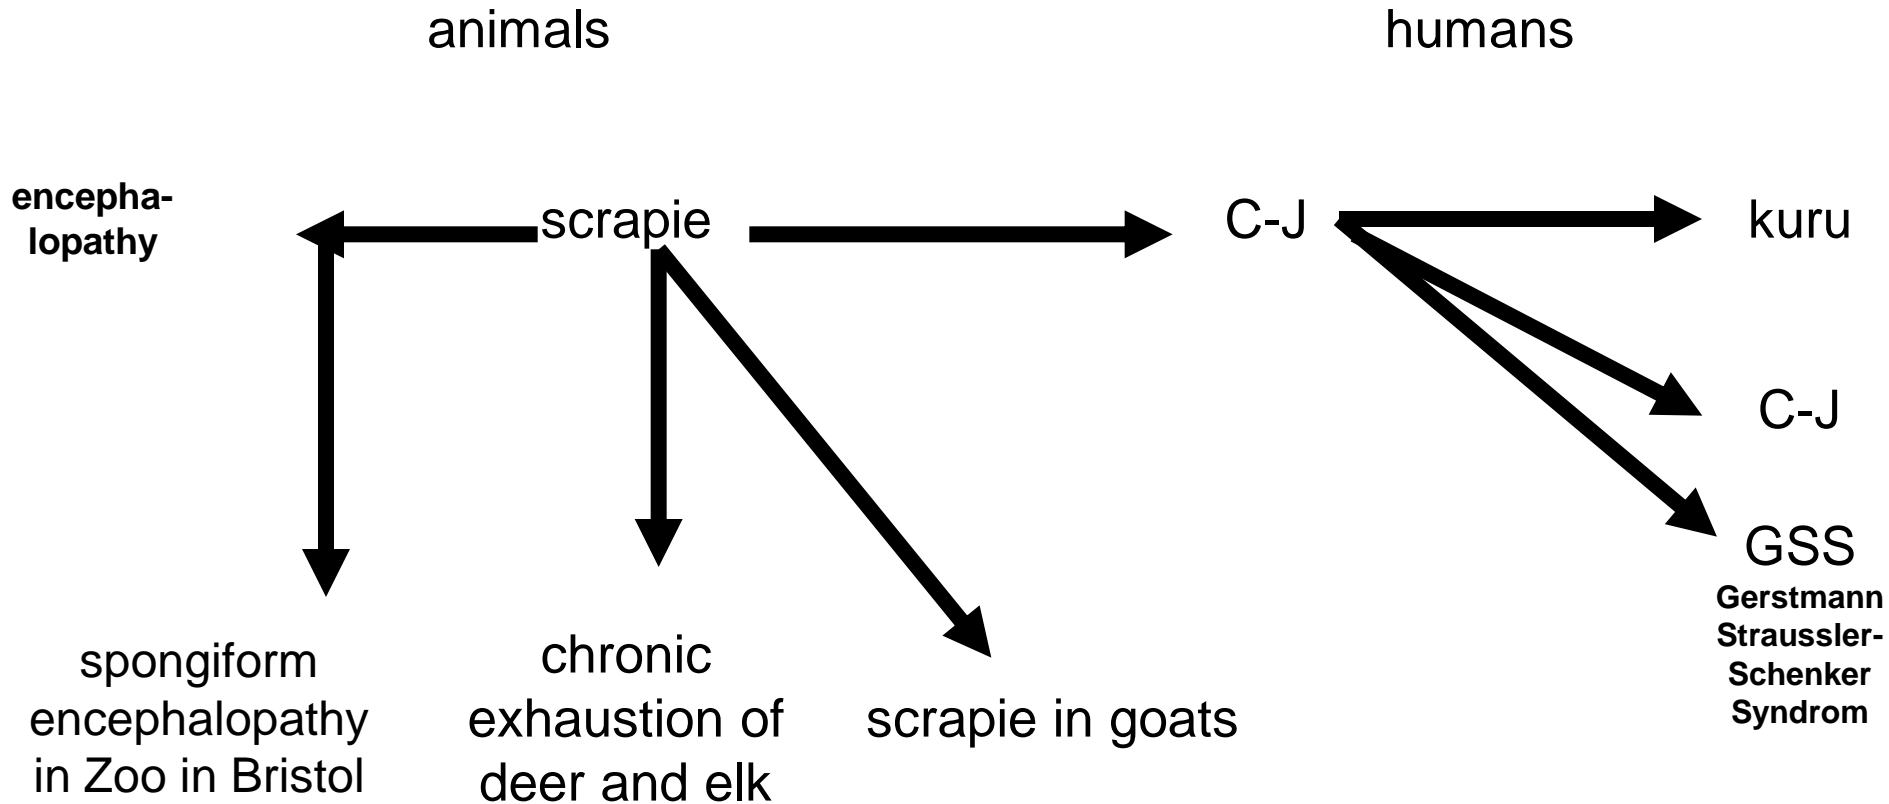 animals
humans
encepha-
lopathy
scrapie
C-J
kuru
C-J
GSS
Gerstmann
Straussler-
Schenker
Syndrom
spongiform
encephalopathy
in Zoo in Bristol
chronic
exhaustion of
deer and elk
scrapie in goats